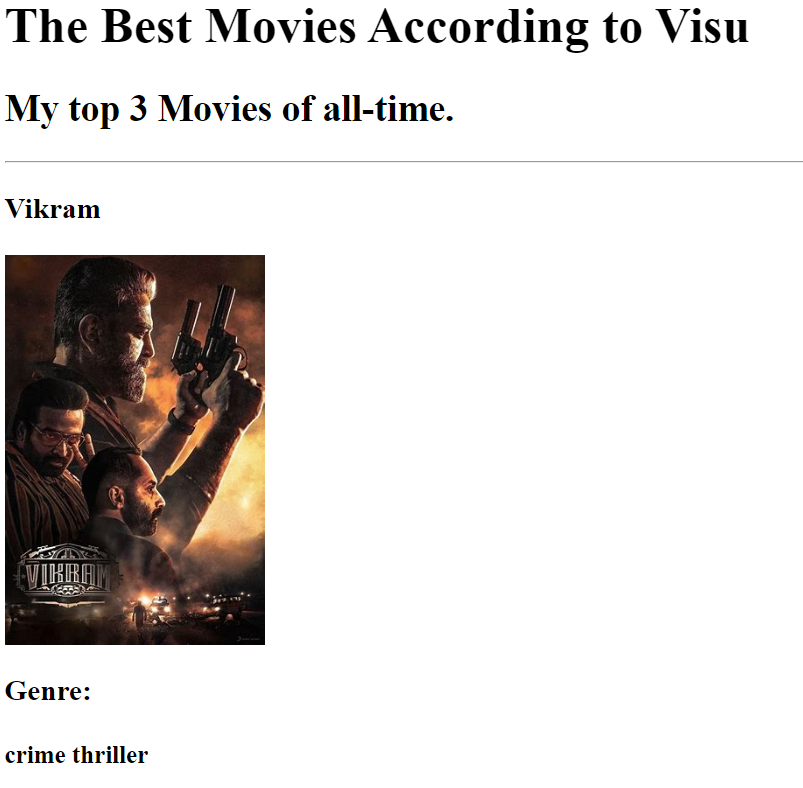 The Best Movies According to Visu
My top 3 Movies of all-time.
Vikram
VIKRAM
Genre:
crime thriller